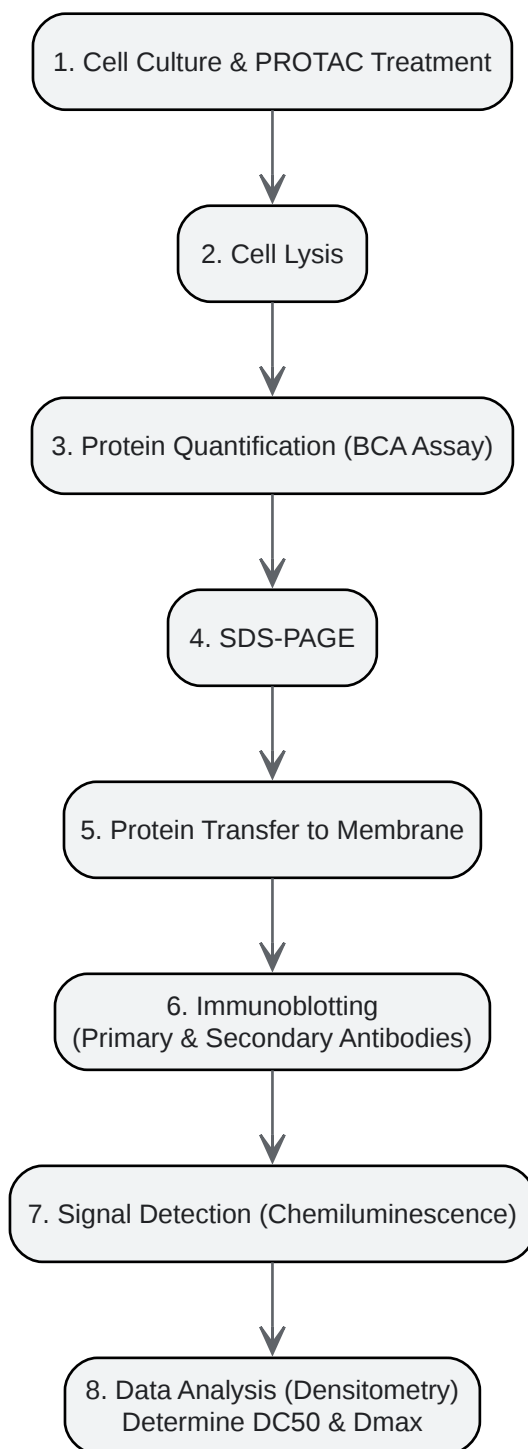 1. Cell Culture & PROTAC Treatment
2. Cell Lysis
3. Protein Quantification (BCA Assay)
4. SDS-PAGE
5. Protein Transfer to Membrane
6. Immunoblotting
(Primary & Secondary Antibodies)
7. Signal Detection (Chemiluminescence)
8. Data Analysis (Densitometry)
Determine DC50 & Dmax